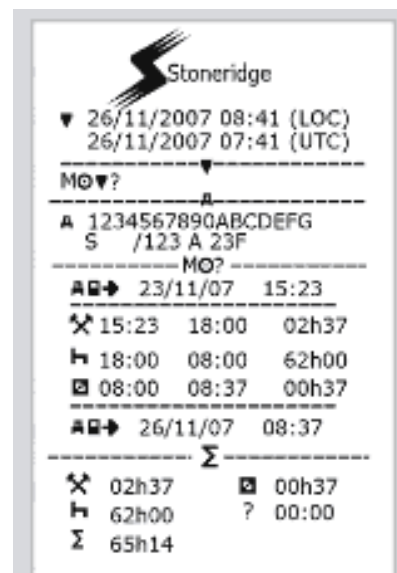 Stoneridge
▼ 26/11/2007 08:41 (LOC)
26/11/2007 07:41 (UTC)
M⊙▼?
A 1234567890ABCDEFG
S /123 A 23F
M⊙?
23/11/07 15:23
15:23 18:00 02h37
18:00 08:00 62h00
08:00 08:37 00h37
26/11/07 08:37
Σ
02h37 00h37
62h00 ? 00:00
Σ 65h14